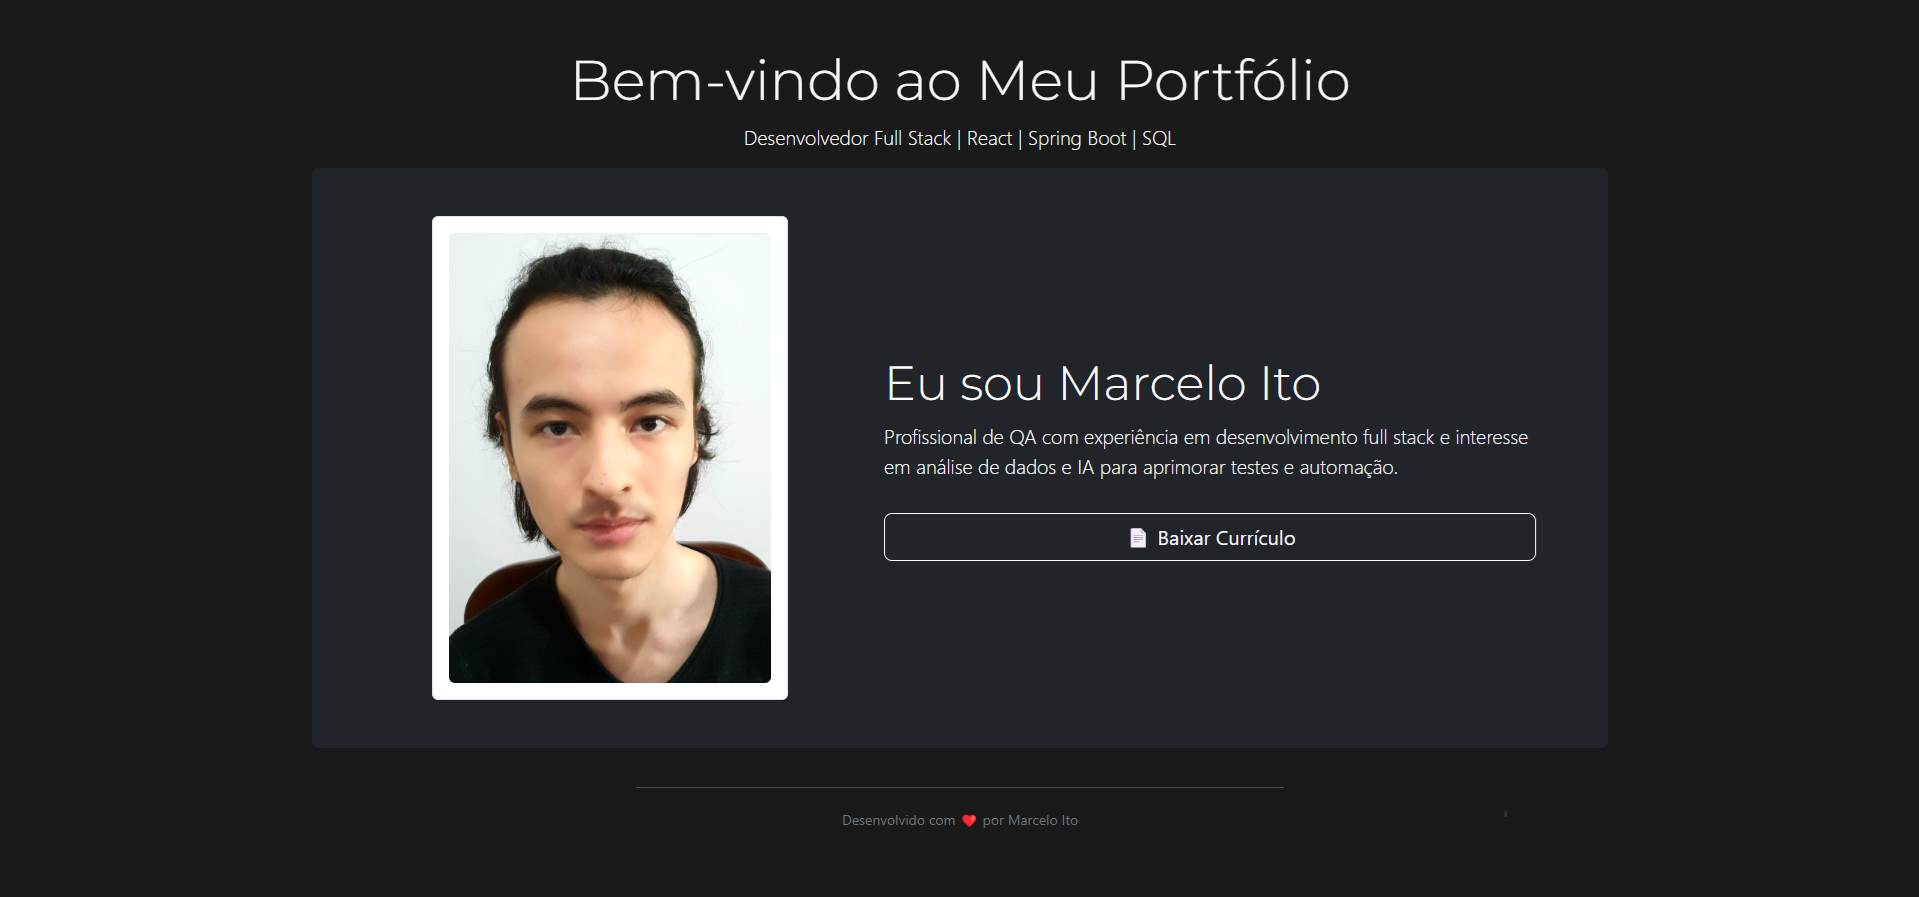 Bem-vindo ao Meu Portfólio
Desenvolvedor Full Stack | React | Spring Boot | SQL
Eu sou Marcelo Ito
Profissional de QA com experiência em desenvolvimento full stack e interesse
em análise de dados e IA para aprimorar testes e automação.
📄 Baixar Currículo
Desenvolvido com ❤️ por Marcelo Ito